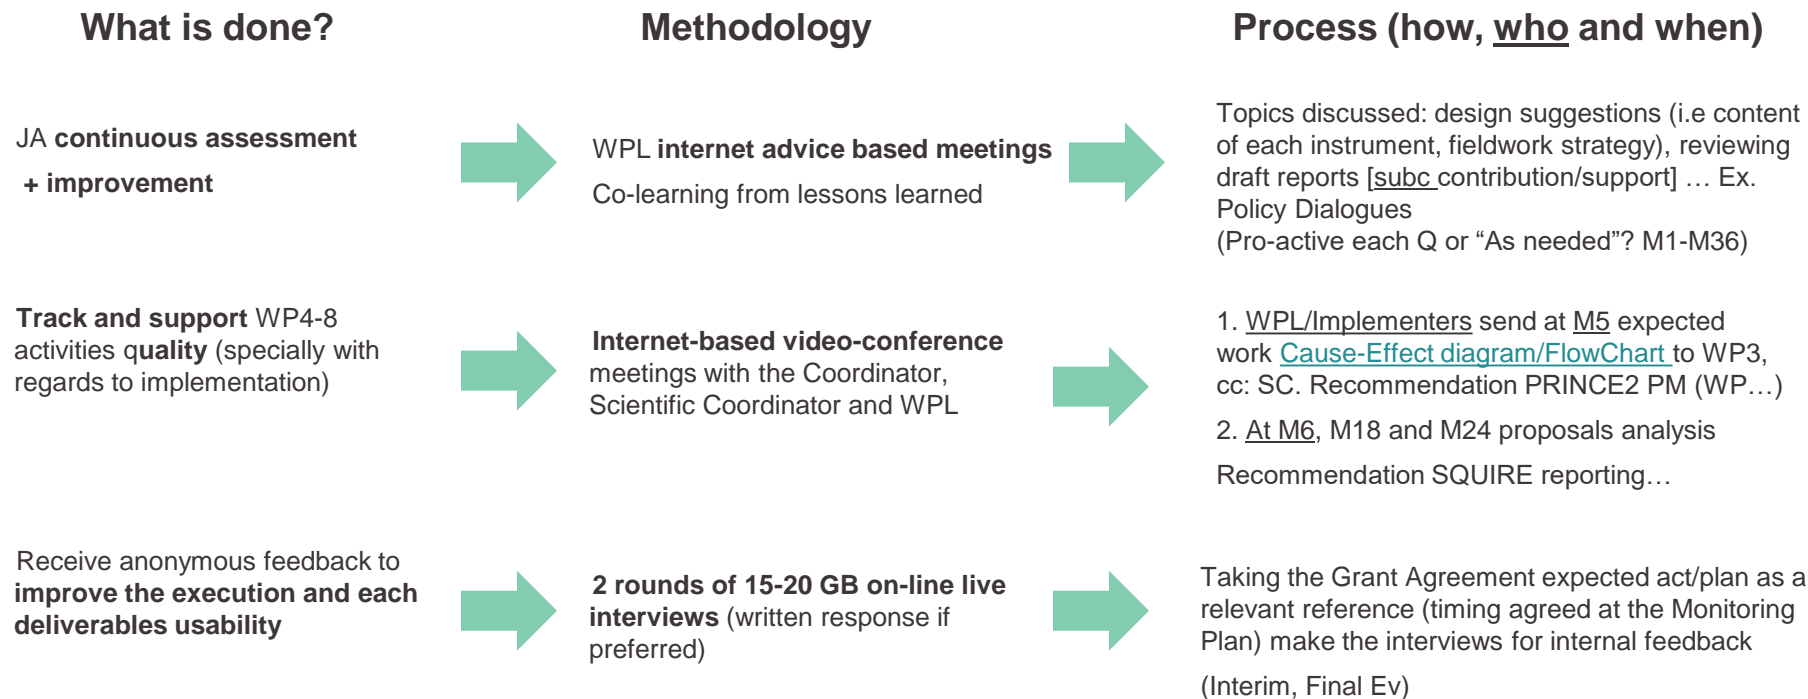 What is done?
Methodology
Process (how, who and when)
JA continuous assessment
+ improvement
WPL internet advice based meetings
Co-learning from lessons learned
Topics discussed: design suggestions (i.e content
of each instrument, fieldwork strategy), reviewing
draft reports [subc contribution/support] … Ex.
Policy Dialogues
(Pro-active each Q or “As needed”? M1-M36)
Track and support WP4-8
activities quality (specially with
regards to implementation)
Internet-based video-conference
meetings with the Coordinator,
Scientific Coordinator and WPL
1. WPL/Implementers send at M5 expected
work Cause-Effect diagram/FlowChart to WP3,
cc: SC. Recommendation PRINCE2 PM (WP…)
2. At M6, M18 and M24 proposals analysis
Recommendation SQUIRE reporting…
Receive anonymous feedback to
improve the execution and each
deliverables usability
2 rounds of 15-20 GB on-line live
interviews (written response if
preferred)
Taking the Grant Agreement expected act/plan as a
relevant reference (timing agreed at the Monitoring
Plan) make the interviews for internal feedback
(Interim, Final Ev)